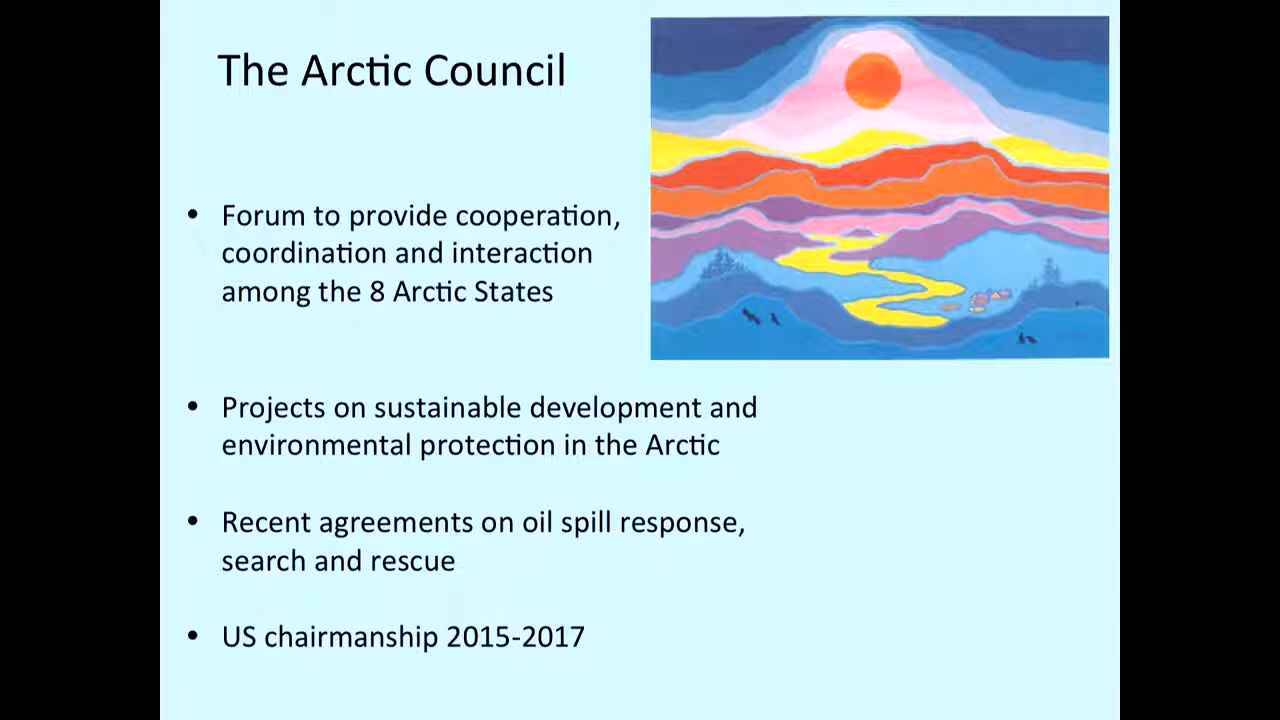 The Arctic Council
• Forum to provide cooperation,
coordination and interaction
among the 8 Arctic States
• Projects on sustainable development and
environmental protection in the Arctic
• Recent agreements on oil spill response,
search and rescue
• US chairmanship 2015-2017